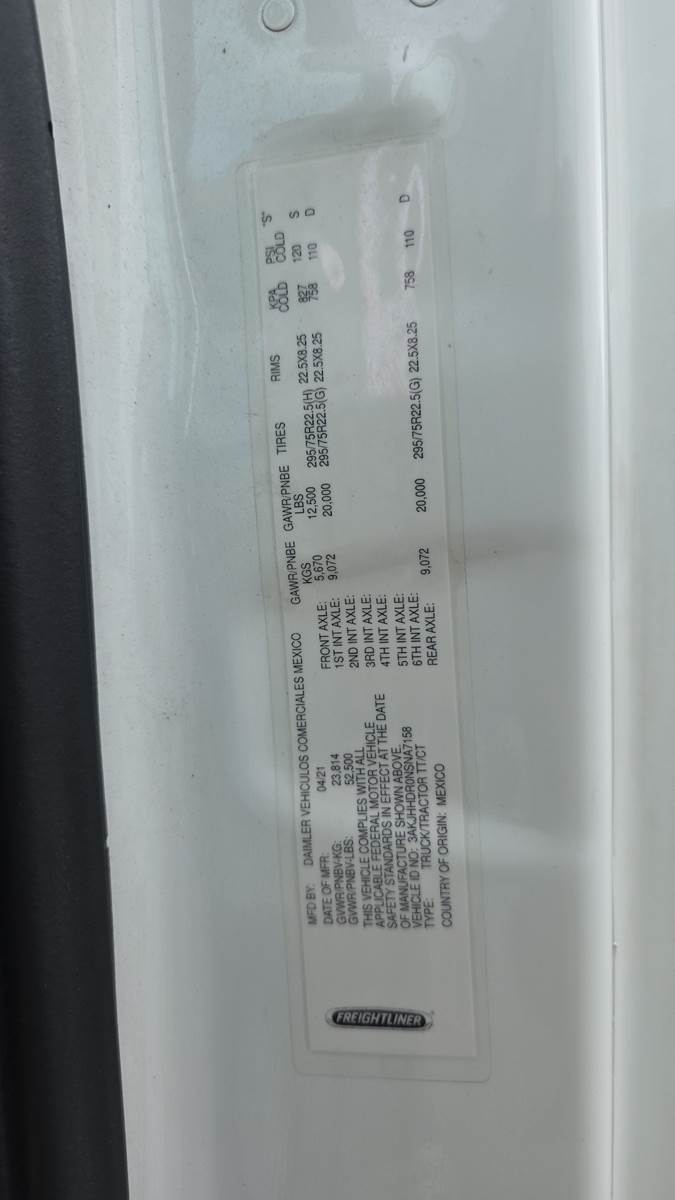 FREIGHTLINER
MFD BY: DAIMLER VEHICULOS COMERCIALES MEXICO
DATE OF MFR: 04/21
GVWR/PNBV-KG: 23,814
GVWR/PNBV-LBS: 52,500
THIS VEHICLE COMPLIES WITH ALL
APPLICABLE FEDERAL MOTOR VEHICLE
SAFETY STANDARDS IN EFFECT AT THE DATE
OF MANUFACTURE SHOWN ABOVE.
VEHICLE ID NO: 3AKJHHDR0NSNA7158
TYPE: TRUCK/TRACTOR TT/CT
COUNTRY OF ORIGIN: MEXICO
GAWR/PNBE GAWR/PNBE TIRES RIMS KPA PSI "S"
KGS LBS COLD COLD
FRONT AXLE: 5,670 12,500 295/75R22.5(H) 22.5X8.25 827 120 S
1ST INT AXLE: 9,072 20,000 295/75R22.5(G) 22.5X8.25 758 110 D
2ND INT AXLE:
3RD INT AXLE:
4TH INT AXLE:
5TH INT AXLE:
6TH INT AXLE:
REAR AXLE: 9,072 20,000 295/75R22.5(G) 22.5X8.25 758 110 D